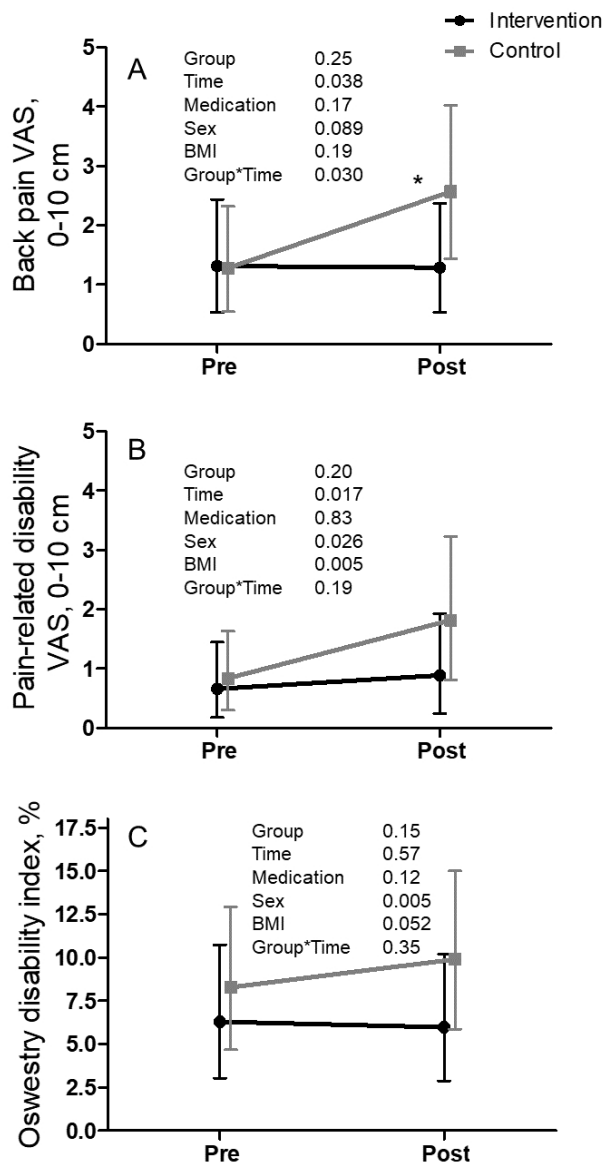 Intervention
Control
A
Group 0.25
Time 0.038
Medication 0.17
Sex 0.089
BMI 0.19
Group*Time 0.030
*
Back pain VAS,
0-10 cm
5
4
3
2
1
0
Pre Post
B
Group 0.20
Time 0.017
Medication 0.83
Sex 0.026
BMI 0.005
Group*Time 0.19
Pain-related disability
VAS, 0-10 cm
5
4
3
2
1
0
Pre Post
C
Group 0.15
Time 0.57
Medication 0.12
Sex 0.005
BMI 0.052
Group*Time 0.35
Oswestry disability index, %
17.5
15.0
12.5
10.0
7.5
5.0
2.5
0.0
Pre Post